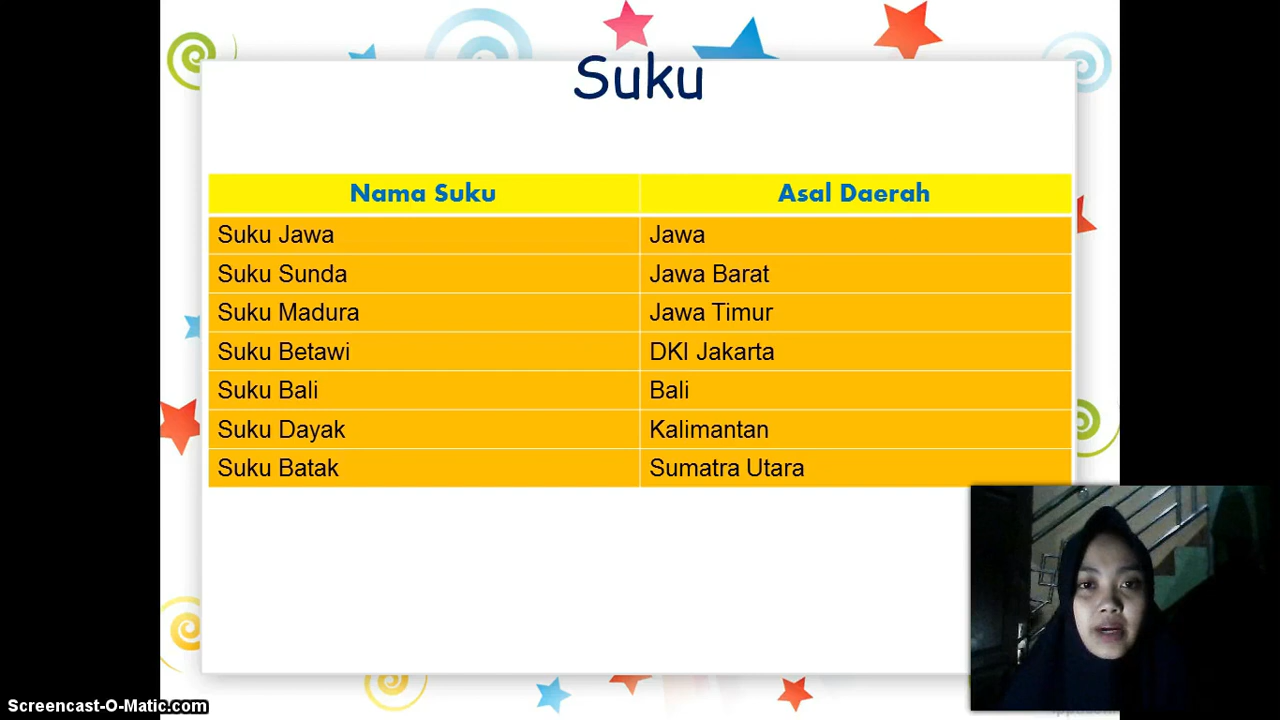 Suku
Nama Suku Asal Daerah
Suku Jawa Jawa
Suku Sunda Jawa Barat
Suku Madura Jawa Timur
Suku Betawi DKI Jakarta
Suku Bali Bali
Suku Dayak Kalimantan
Suku Batak Sumatra Utara
Screencast-O-Matic.com